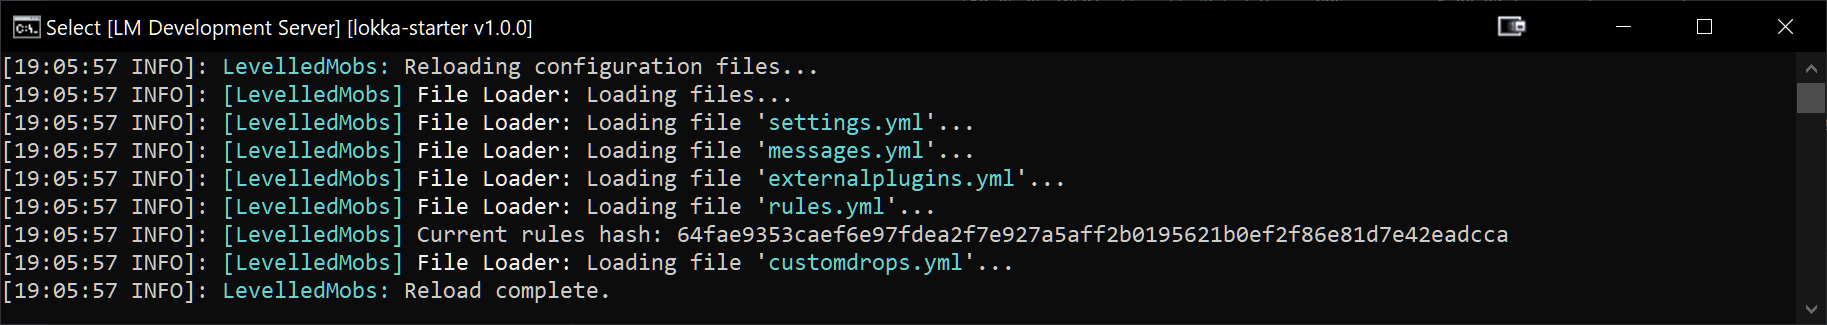 Select [LM Development Server] [lokka-starter v1.0.0]
[19:05:57 INFO]: LevelledMobs: Reloading configuration files...
[19:05:57 INFO]: [LevelledMobs] File Loader: Loading files...
[19:05:57 INFO]: [LevelledMobs] File Loader: Loading file 'settings.yml'...
[19:05:57 INFO]: [LevelledMobs] File Loader: Loading file 'messages.yml'...
[19:05:57 INFO]: [LevelledMobs] File Loader: Loading file 'externalplugins.yml'...
[19:05:57 INFO]: [LevelledMobs] File Loader: Loading file 'rules.yml'...
[19:05:57 INFO]: [LevelledMobs] Current rules hash: 64fae9353caef6e97fdea2f7e927a5aff2b0195621b0ef2f86e81d7e42eadcca
[19:05:57 INFO]: [LevelledMobs] File Loader: Loading file 'customdrops.yml'...
[19:05:57 INFO]: LevelledMobs: Reload complete.